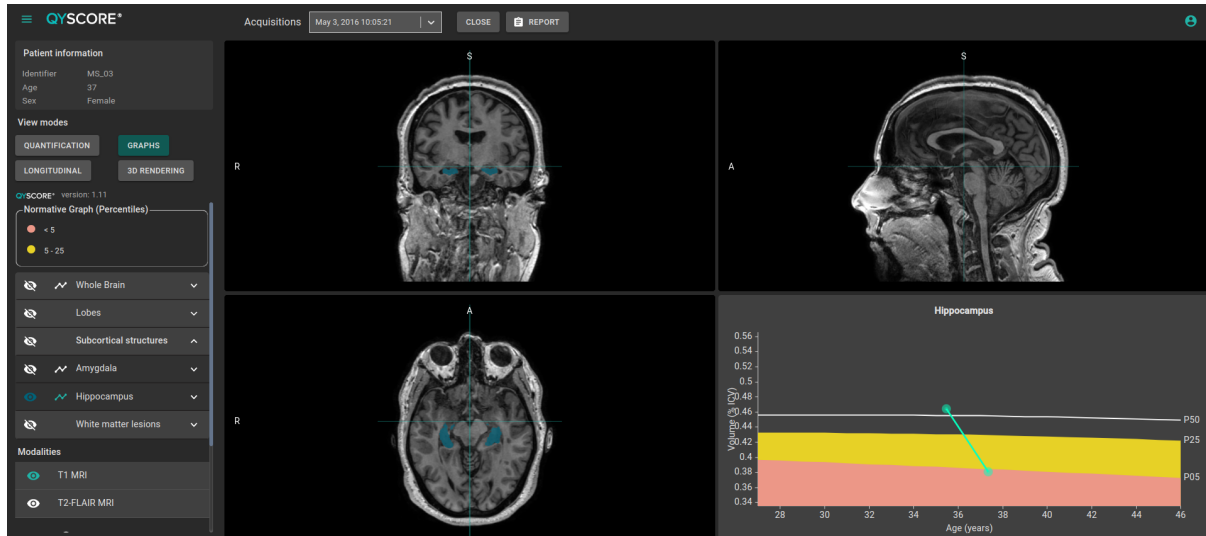 QYSCORE®
Acquisitions
May 3, 2016 10:05:21
CLOSE
REPORT
Patient information
Identifier MS_03
Age 37
Sex Female
View modes
QUANTIFICATION
GRAPHS
LONGITUDINAL
3D RENDERING
QYSCORE® version: 1.11
Normative Graph (Percentiles)
< 5
5 - 25
Whole Brain
Lobes
Subcortical structures
Amygdala
Hippocampus
White matter lesions
Modalities
T1 MRI
T2-FLAIR MRI
S
R
S
A
A
R
Hippocampus
Volume (% ICV)
0.56
0.54
0.52
0.5
0.48
0.46
0.44
0.42
0.4
0.38
0.36
0.34
P50
P25
P05
28 30 32 34 36 38 40 42 44 46
Age (years)